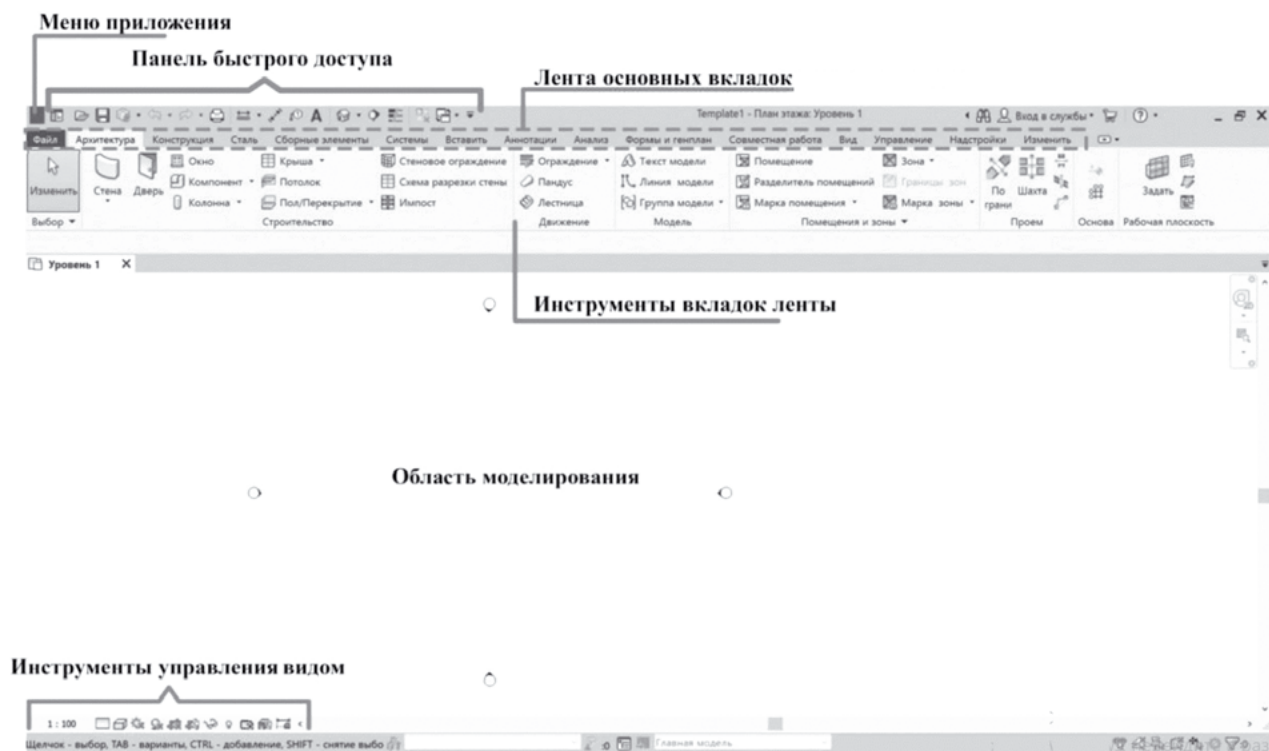 Меню приложения
Панель быстрого доступа
Лента основных вкладок
Template1 - План этажа: Уровень 1
Вход в службы
Файл Архитектура Конструкция Сталь Сборные элементы Системы Вставить Аннотации Анализ Формы и генплан Совместная работа Вид Управление Надстройки Изменить
Окно Крыша Стеновое ограждение Ограждение Текст модели Помещение Зона
Изменить Стена Дверь Компонент Потолок Схема разрезки стены Пандус Линия модели Разделитель помещений Границы зон По грани Шахта Задать
Колонна Пол/Перекрытие Импост Лестница Группа модели Марка помещения Марка зоны
Выбор Строительство Движение Модель Помещения и зоны Проем Основа Рабочая плоскость
Уровень 1 X
Инструменты вкладок ленты
Область моделирования
Инструменты управления видом
1 : 100
Щелчок - выбор, TAB - варианты, CTRL - добавление, SHIFT - снятие выбо
:0 Главная модель